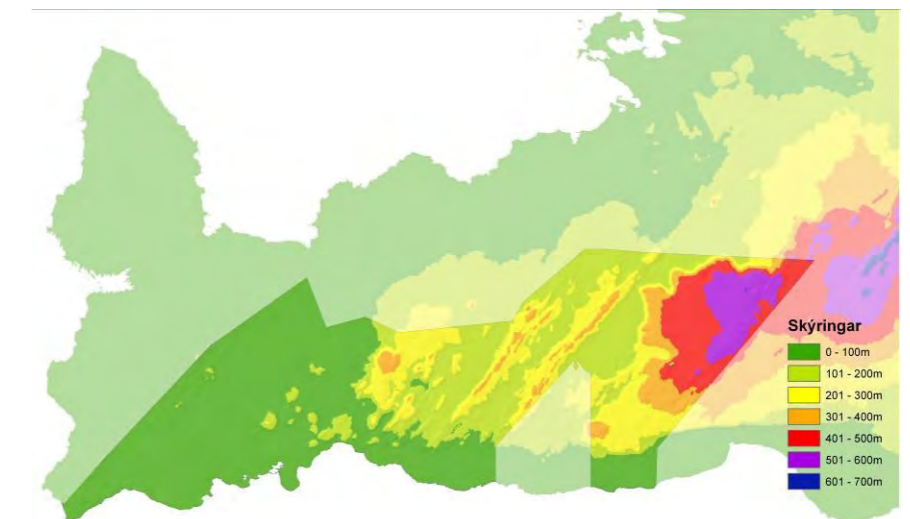 Skýringar
0 - 100m
101 - 200m
201 - 300m
301 - 400m
401 - 500m
501 - 600m
601 - 700m